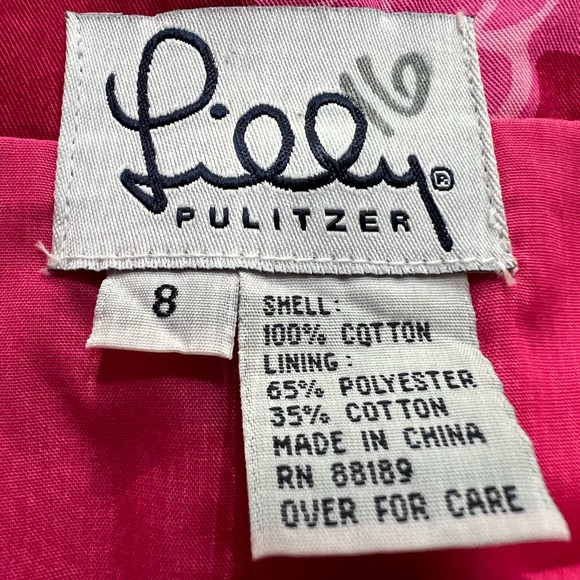 Lilly® 16
PULITZER
8
SHELL:
100% COTTON
LINING:
65% POLYESTER
35% COTTON
MADE IN CHINA
RN 88189
OVER FOR CARE